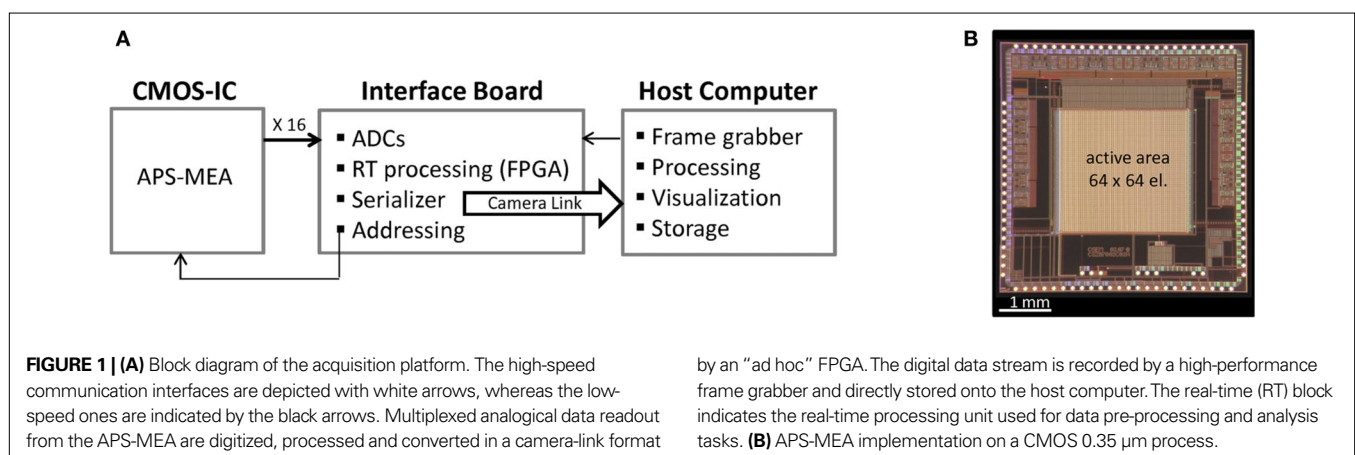 A
CMOS-IC
APS-MEA
X 16
Interface Board
▪ ADCs
▪ RT processing (FPGA)
▪ Serializer
▪ Addressing
Camera Link
Host Computer
▪ Frame grabber
▪ Processing
▪ Visualization
▪ Storage
B
active area
64 x 64 el.
1 mm
FIGURE 1 | (A) Block diagram of the acquisition platform. The high-speed
communication interfaces are depicted with white arrows, whereas the low-
speed ones are indicated by the black arrows. Multiplexed analogical data readout
from the APS-MEA are digitized, processed and converted in a camera-link format
by an “ad hoc” FPGA. The digital data stream is recorded by a high-performance
frame grabber and directly stored onto the host computer. The real-time (RT) block
indicates the real-time processing unit used for data pre-processing and analysis
tasks. (B) APS-MEA implementation on a CMOS 0.35 μm process.